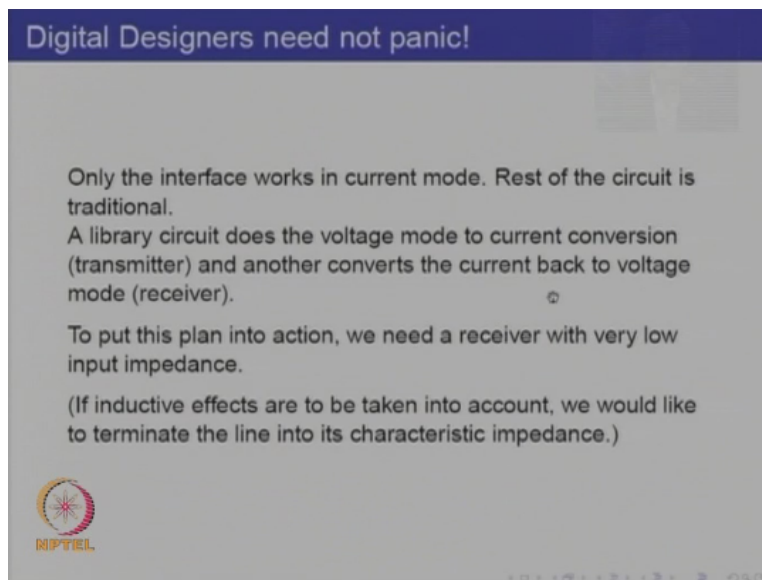 Digital Designers need not panic!
Only the interface works in current mode. Rest of the circuit is
traditional.
A library circuit does the voltage mode to current conversion
(transmitter) and another converts the current back to voltage
mode (receiver).
To put this plan into action, we need a receiver with very low
input impedance.
(If inductive effects are to be taken into account, we would like
to terminate the line into its characteristic impedance.)
NPTEL